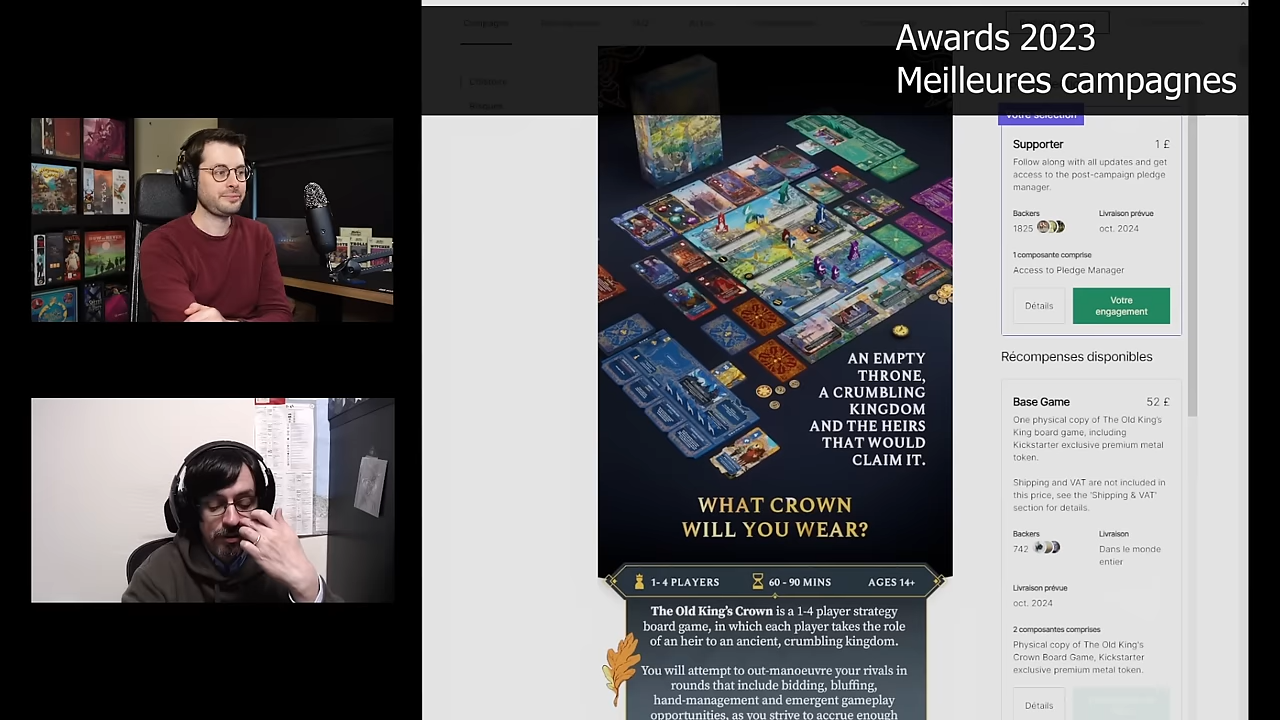 Awards 2023
Meilleures campagnes
AN EMPTY
THRONE,
A CRUMBLING
KINGDOM
AND THE HEIRS
THAT WOULD
CLAIM IT.
WHAT CROWN
WILL YOU WEAR?
1-4 PLAYERS
60-90 MINS
AGES 14+
The Old King's Crown is a 1-4 player strategy
board game, in which each player takes the role
of an heir to an ancient, crumbling kingdom.
You will attempt to out-manoeuvre your rivals in
rounds that include bidding, bluffing,
hand-management and emergent gameplay
opportunities, as you strive to accrue enough
Votre sélection
Supporter 1 £
Follow along with all updates and get
access to the post-campaign pledge
manager.
Backers Livraison prévue
1825 oct. 2024
1 composante comprise
Access to Pledge Manager
Détails
Votre
engagement
Récompenses disponibles
Base Game 52 £
One physical copy of The Old King's
King board game, including
Kickstarter exclusive premium metal
token.
Shipping and VAT are not included in
this price, see the 'Shipping & VAT'
section for details.
Backers Livraison
742 Dans le monde
entier
Livraison prévue
oct. 2024
2 composantes comprises
Physical copy of The Old King's
Crown Board Game, Kickstarter
exclusive premium metal token.
Détails